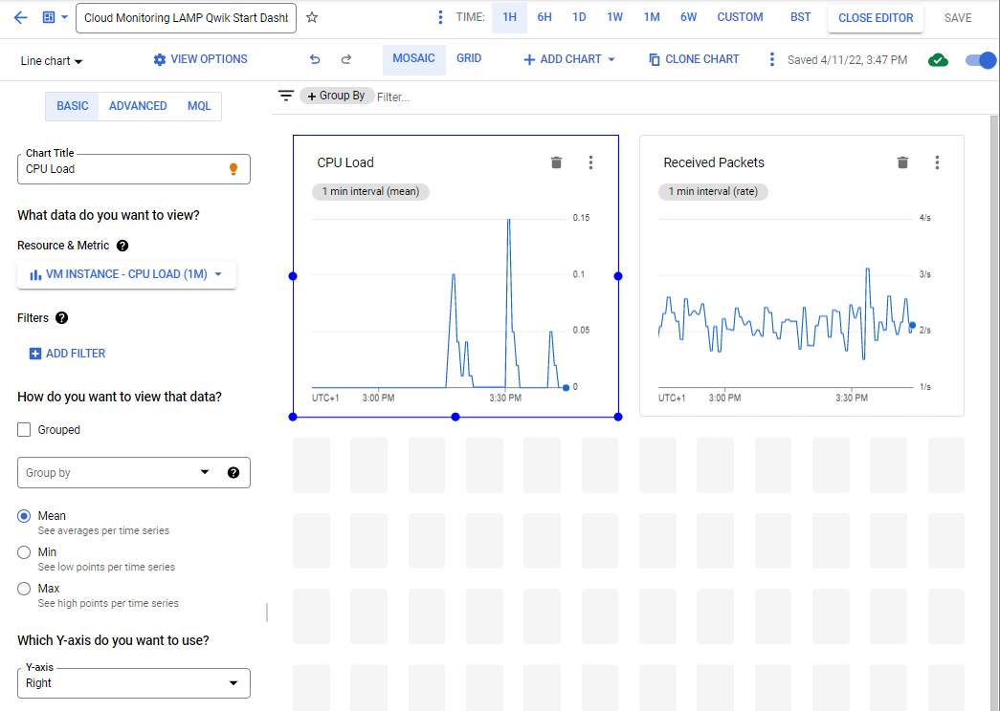 Cloud Monitoring LAMP Qwik Start Dashb
TIME: 1H 6H 1D 1W 1M 6W CUSTOM BST CLOSE EDITOR SAVE
Line chart VIEW OPTIONS MOSAIC GRID ADD CHART CLONE CHART Saved 4/11/22, 3:47 PM
BASIC ADVANCED MQL
Group By Filter...
Chart Title
CPU Load
What data do you want to view?
Resource & Metric
VM INSTANCE - CPU LOAD (1M)
Filters
ADD FILTER
How do you want to view that data?
Grouped
Group by
Mean
See averages per time series
Min
See low points per time series
Max
See high points per time series
Which Y-axis do you want to use?
Y-axis
Right
CPU Load
1 min interval (mean)
0.15
0.1
0.05
0
UTC+1 3:00 PM 3:30 PM
Received Packets
1 min interval (rate)
4/s
3/s
2/s
1/s
UTC+1 3:00 PM 3:30 PM